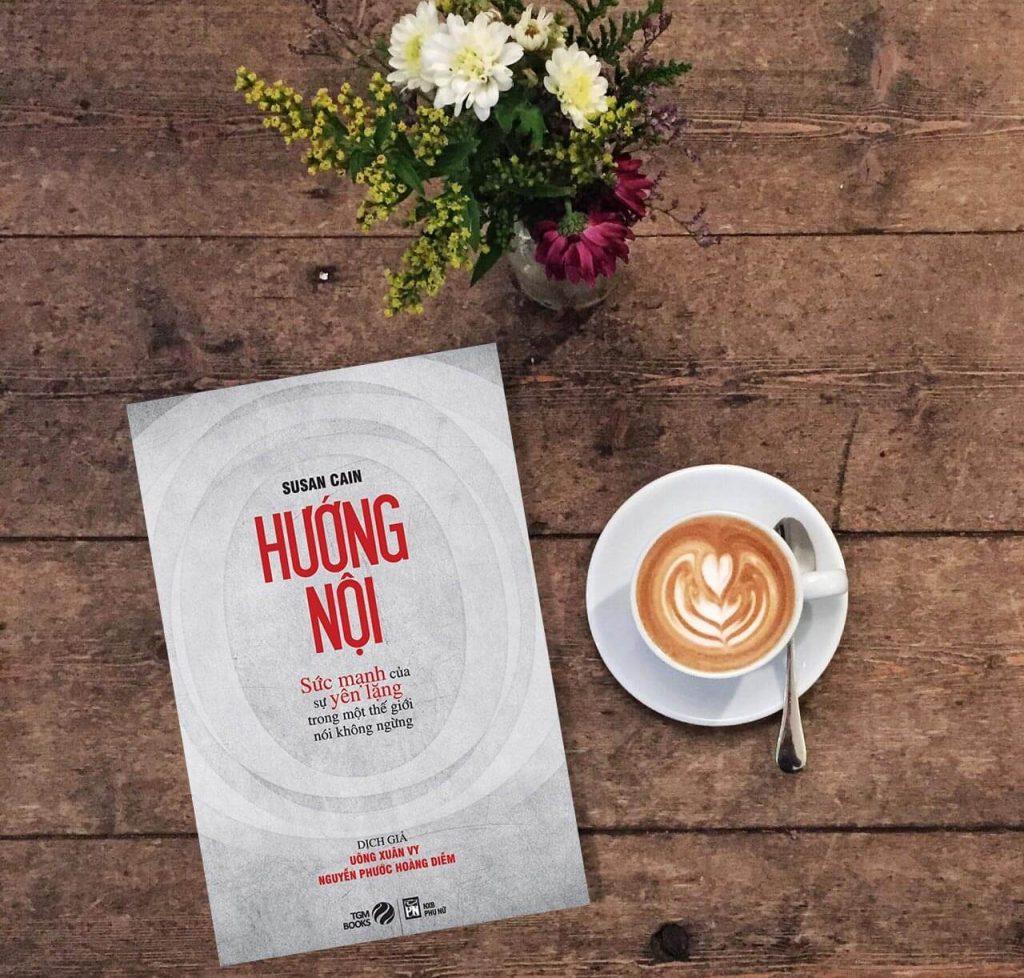 SUSAN CAIN
HƯỚNG
NỘI
Sức mạnh của
sự yên lặng
trong một thế giới
nói không ngừng
DỊCH GIẢ
UÔNG XUÂN VY
NGUYỄN PHƯỚC HOÀNG DIỄM
TGM
BOOKS
PN
NXB
PHỤ NỮ